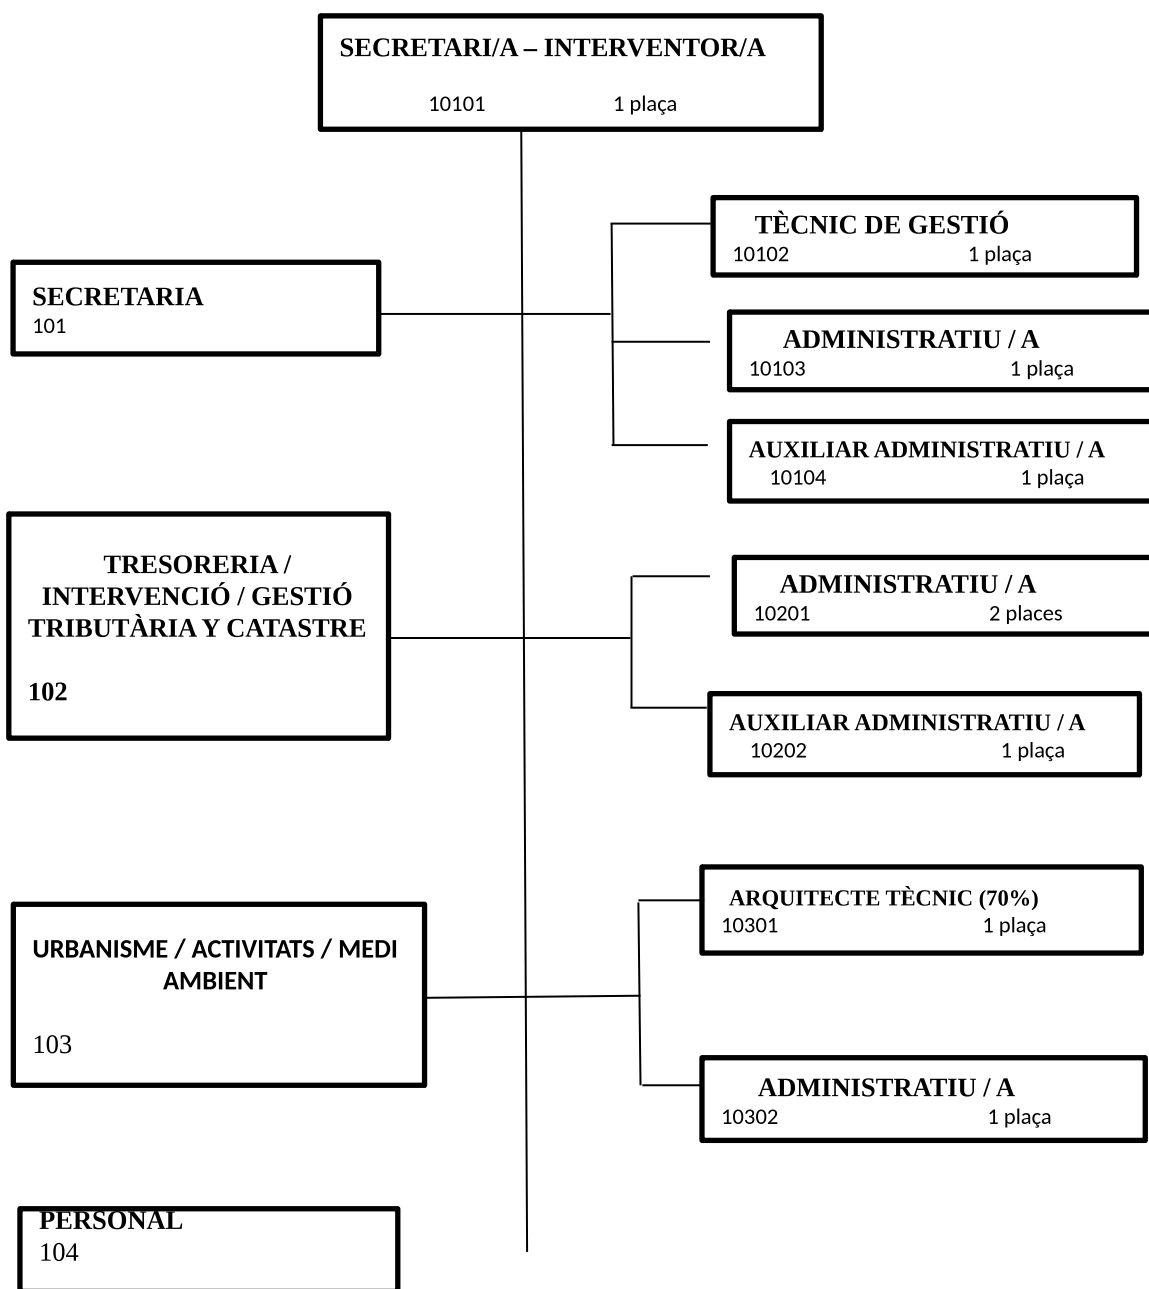 SECRETARI/A – INTERVENTOR/A
10101 1 plaça
TÈCNIC DE GESTIÓ
10102 1 plaça
SECRETARIA
101
ADMINISTRATIU / A
10103 1 plaça
AUXILIAR ADMINISTRATIU / A
10104 1 plaça
TRESORERIA /
INTERVENCIÓ / GESTIÓ
TRIBUTÀRIA Y CATASTRE
102
ADMINISTRATIU / A
10201 2 places
AUXILIAR ADMINISTRATIU / A
10202 1 plaça
URBANISME / ACTIVITATS / MEDI
AMBIENT
103
ARQUITECTE TÈCNIC (70%)
10301 1 plaça
ADMINISTRATIU / A
10302 1 plaça
PERSONAL
104